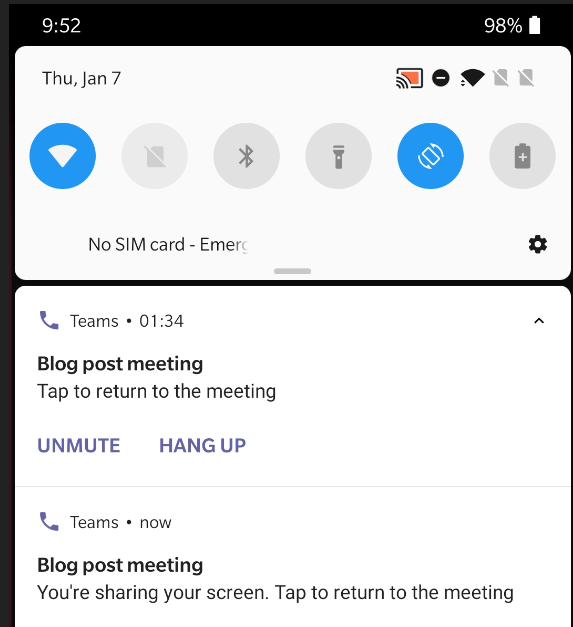 9:52 98%
Thu, Jan 7
No SIM card - Emerg
Teams • 01:34
Blog post meeting
Tap to return to the meeting
UNMUTE HANG UP
Teams • now
Blog post meeting
You're sharing your screen. Tap to return to the meeting